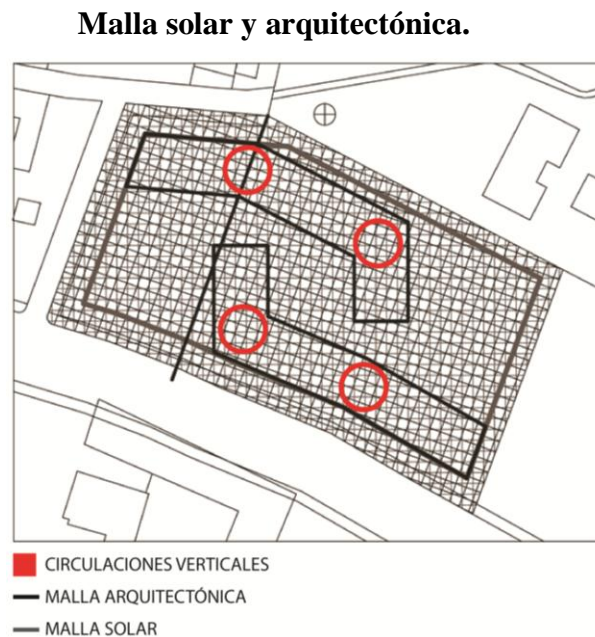 Malla solar y arquitectónica.
CIRCULACIONES VERTICALES
MALLA ARQUITECTÓNICA
MALLA SOLAR